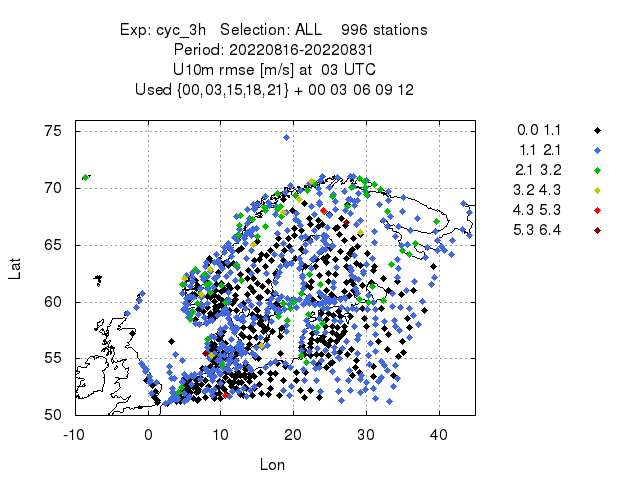 Exp: cyc_3h   Selection: ALL    996 stations
Period: 20220816-20220831
U10m rmse [m/s] at  03 UTC
Used {00,03,15,18,21} + 00 03 06 09 12
0.0 1.1
1.1 2.1
2.1 3.2
3.2 4.3
4.3 5.3
5.3 6.4
75
70
65
60
55
50
Lat
-10 0 10 20 30 40
Lon